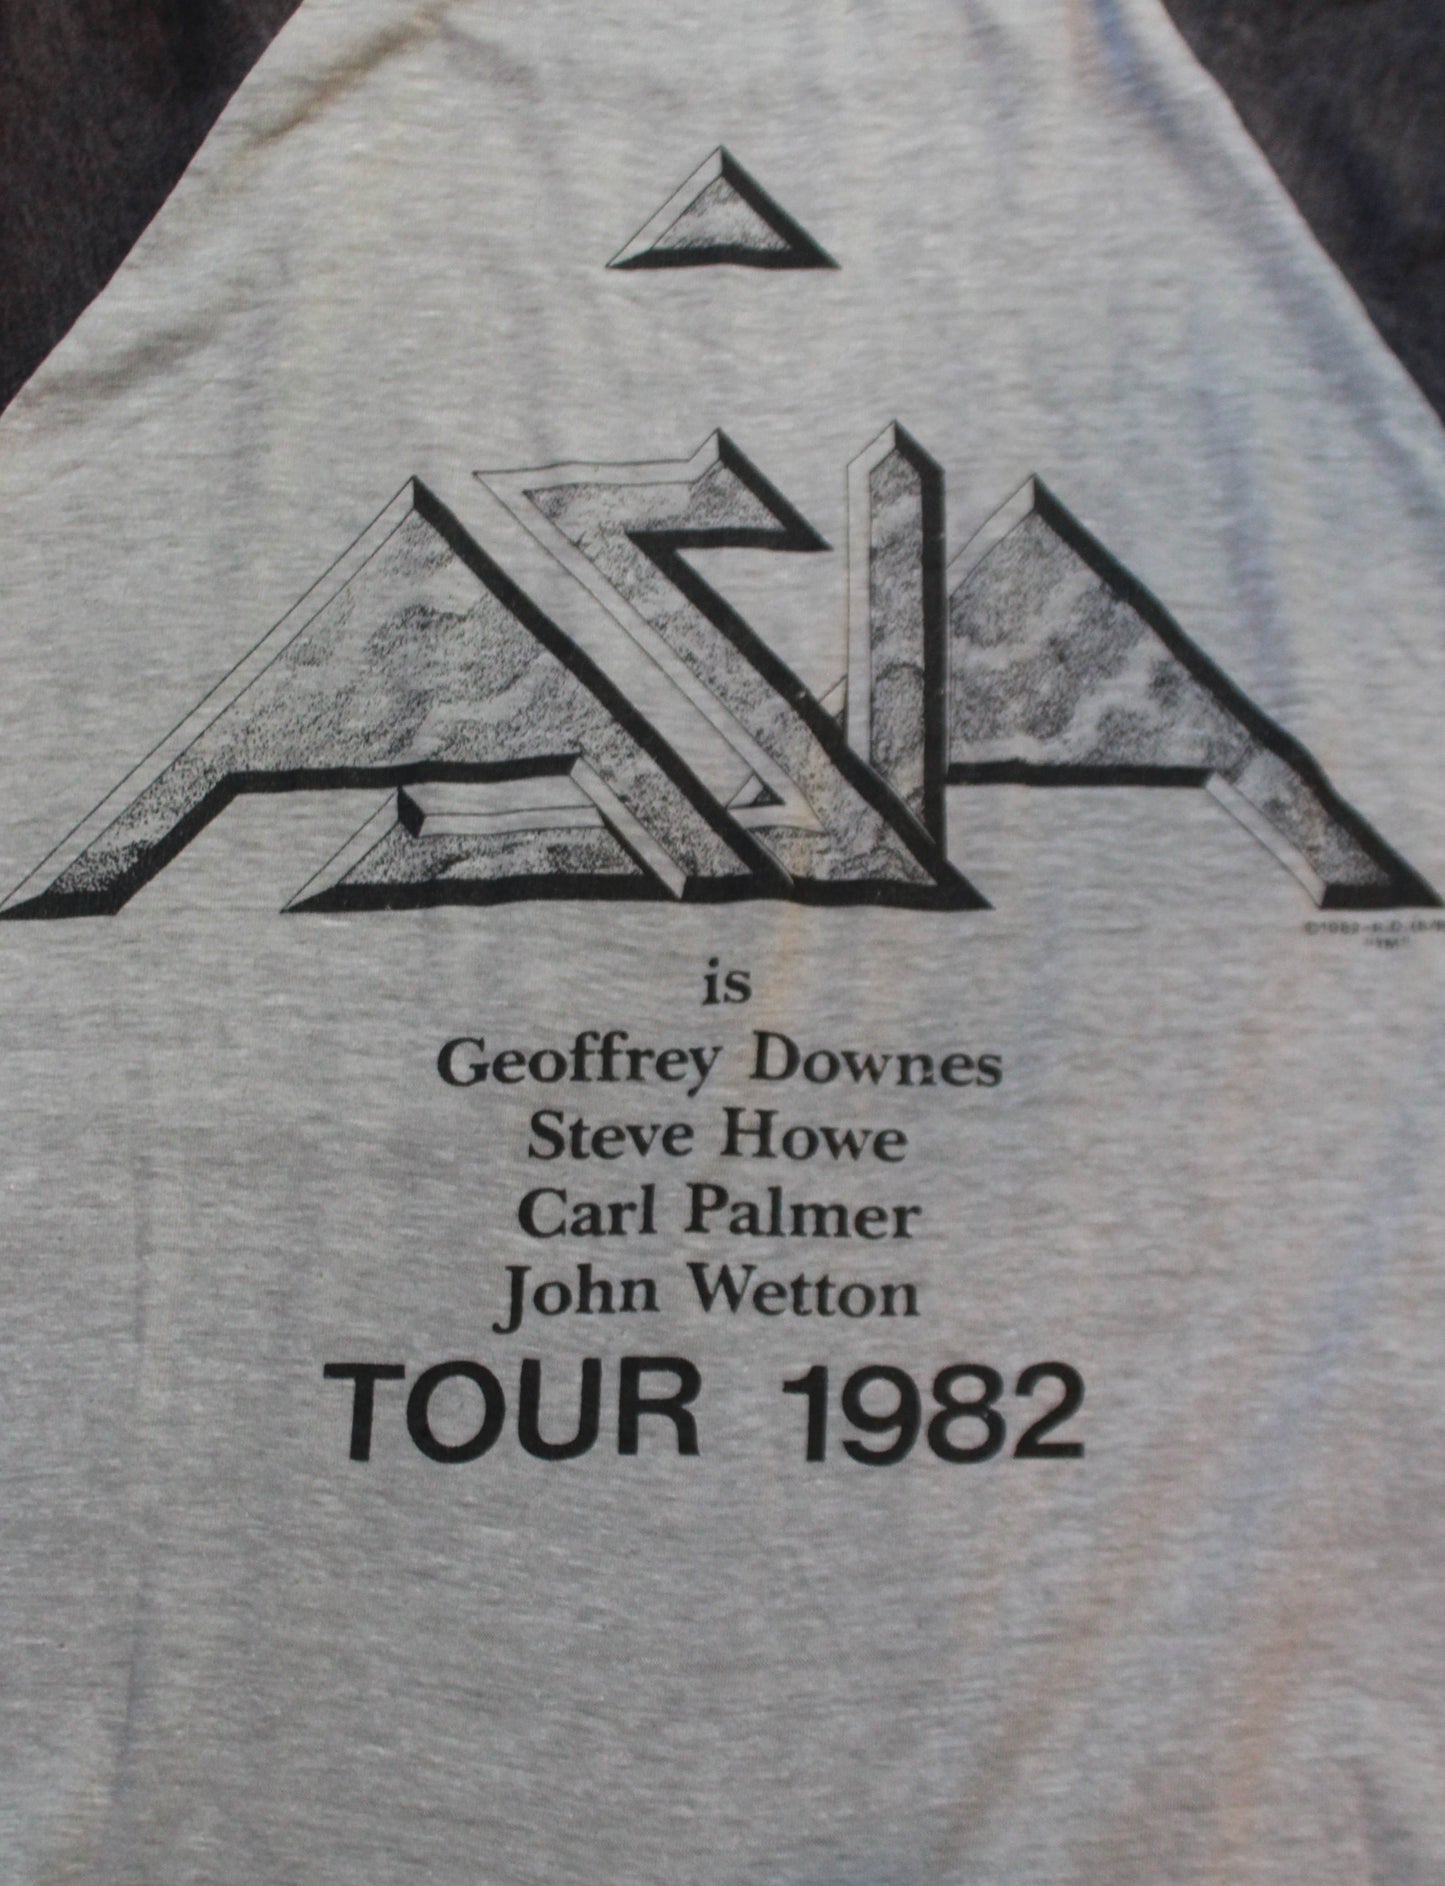 ASIA
is
Geoffrey Downes
Steve Howe
Carl Palmer
John Wetton
TOUR 1982